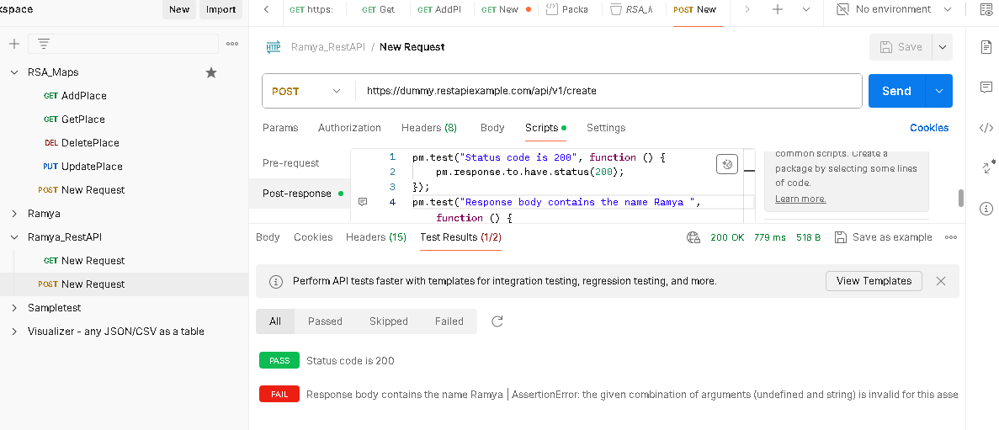 kspace New Import
GET https: GET Get GET AddPl GET New Packa RSA_M POST New No environment
HTTP Ramya_RestAPI / New Request Save
RSA_Maps
GET AddPlace
GET GetPlace
DEL DeletePlace
PUT UpdatePlace
POST New Request
Ramya
Ramya_RestAPI
GET New Request
POST New Request
Sampletest
Visualizer - any JSON/CSV as a table
POST https://dummy.restapiexample.com/api/v1/create Send
Params Authorization Headers (8) Body Scripts Settings Cookies
Pre-request
Post-response
1 pm.test("Status code is 200", function () {
2 pm.response.to.have.status(200);
3 });
4 pm.test("Response body contains the name Ramya ",
function () {
common scripts. Create a
package by selecting some lines
of code.
Learn more.
Body Cookies Headers (15) Test Results (1/2) 200 OK 779 ms 518 B Save as example
Perform API tests faster with templates for integration testing, regression testing, and more. View Templates
All Passed Skipped Failed
PASS Status code is 200
FAIL Response body contains the name Ramya | AssertionError: the given combination of arguments (undefined and string) is invalid for this asse